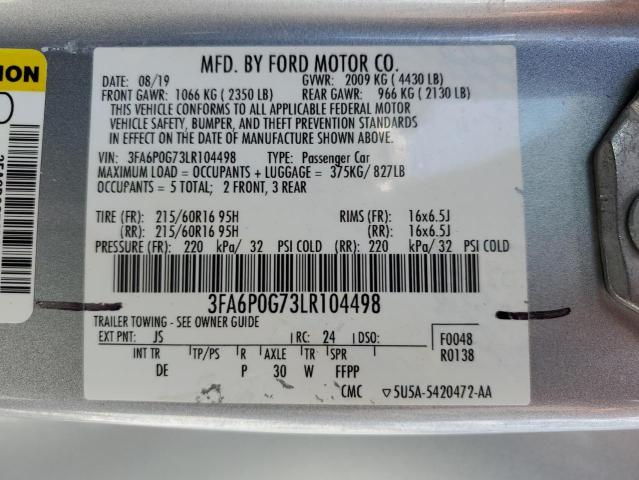 MFD. BY FORD MOTOR CO.
DATE: 08/19 GVWR: 2009 KG ( 4430 LB)
FRONT GAWR: 1066 KG ( 2350 LB) REAR GAWR: 966 KG ( 2130 LB)
THIS VEHICLE CONFORMS TO ALL APPLICABLE FEDERAL MOTOR
VEHICLE SAFETY, BUMPER, AND THEFT PREVENTION STANDARDS
IN EFFECT ON THE DATE OF MANUFACTURE SHOWN ABOVE.
VIN: 3FA6P0G73LR104498 TYPE: Passenger Car
MAXIMUM LOAD = OCCUPANTS + LUGGAGE = 375KG/ 827LB
OCCUPANTS = 5 TOTAL; 2 FRONT, 3 REAR
TIRE (FR): 215/60R16 95H RIMS (FR): 16x6.5J
(RR): 215/60R16 95H (RR): 16x6.5J
PRESSURE (FR): 220 kPa/ 32 PSI COLD (RR): 220 kPa/ 32 PSI COLD
3FA6P0G73LR104498
TRAILER TOWING - SEE OWNER GUIDE
EXT PNT: JS RC: 24 DSO: F0048
INT TR TP/PS R AXLE TR SPR R0138
DE P 30 W FFPP
CMC ▽5U5A-5420472-AA